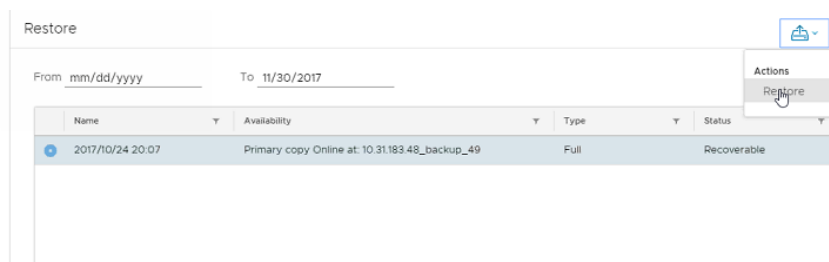 Restore
From mm/dd/yyyy To 11/30/2017
Actions
Restore
Name Availability Type Status
2017/10/24 20:07 Primary copy Online at: 10.31.183.48_backup_49 Full Recoverable